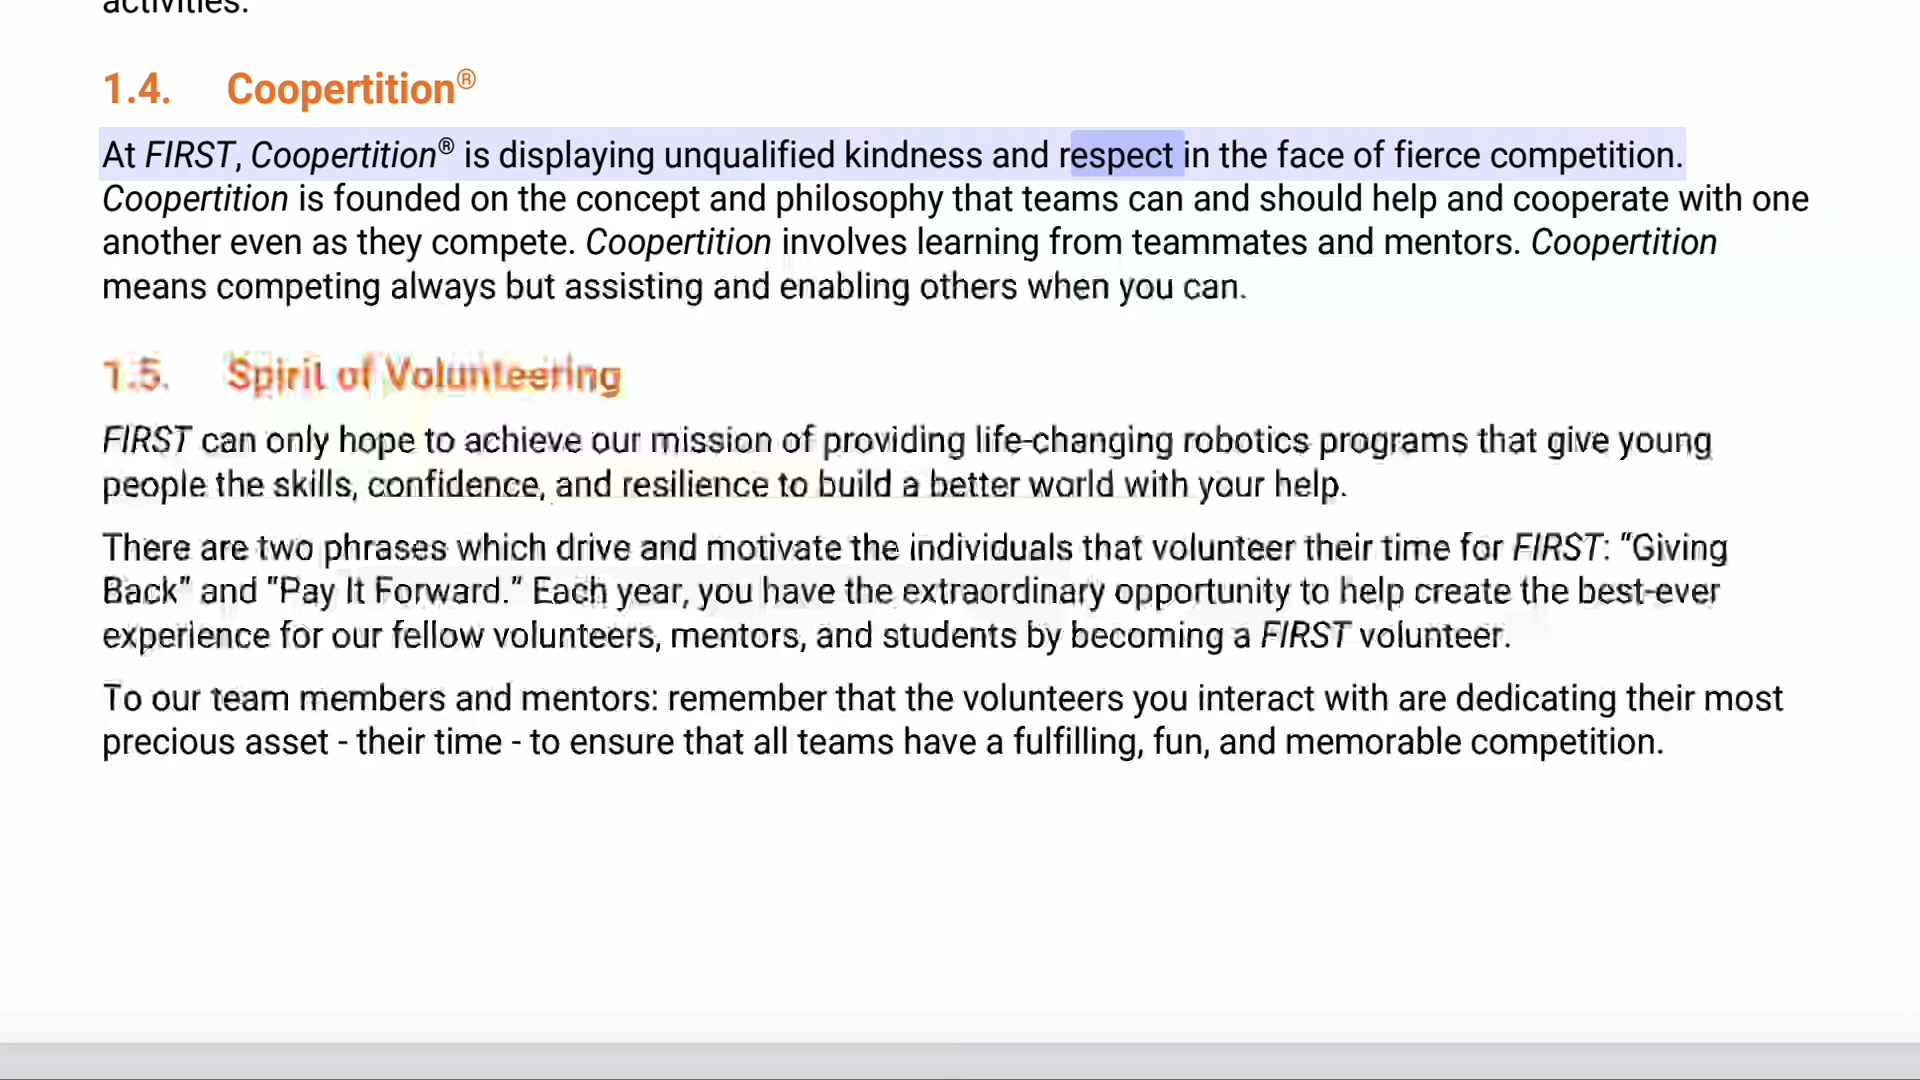 activities.
1.4. Coopertition®
At FIRST, Coopertition® is displaying unqualified kindness and respect in the face of fierce competition.
Coopertition is founded on the concept and philosophy that teams can and should help and cooperate with one
another even as they compete. Coopertition involves learning from teammates and mentors. Coopertition
means competing always but assisting and enabling others when you can.
1.5. Spirit of Volunteering
FIRST can only hope to achieve our mission of providing life-changing robotics programs that give young
people the skills, confidence, and resilience to build a better world with your help.
There are two phrases which drive and motivate the individuals that volunteer their time for FIRST: “Giving
Back” and “Pay It Forward.” Each year, you have the extraordinary opportunity to help create the best-ever
experience for our fellow volunteers, mentors, and students by becoming a FIRST volunteer.
To our team members and mentors: remember that the volunteers you interact with are dedicating their most
precious asset - their time - to ensure that all teams have a fulfilling, fun, and memorable competition.